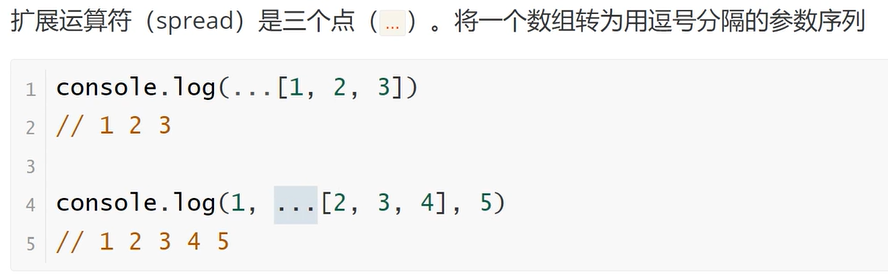 扩展运算符（spread）是三个点（...）。将一个数组转为用逗号分隔的参数序列
1 console.log(...[1, 2, 3])
2 // 1 2 3
3
4 console.log(1, ...[2, 3, 4], 5)
5 // 1 2 3 4 5